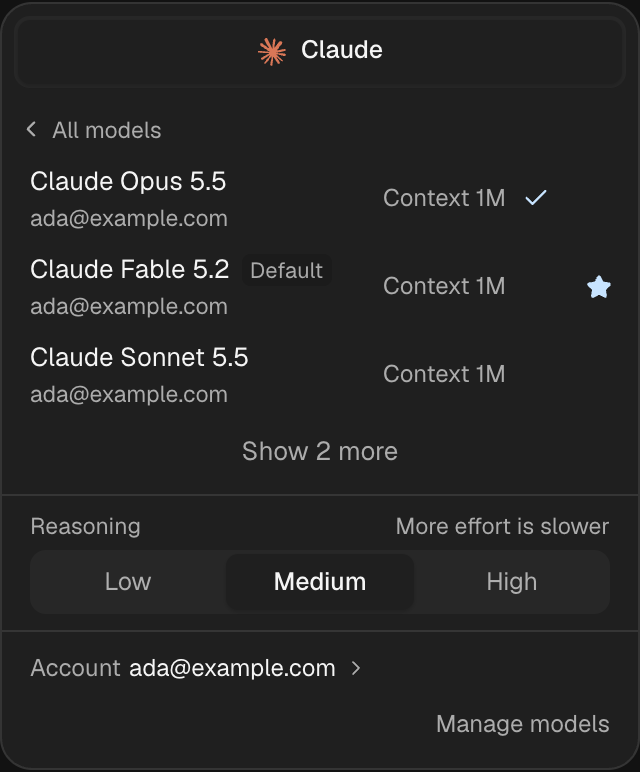 Claude
All models
Claude Opus 5.5
ada@example.com
Context 1M
Claude Fable 5.2 Default
ada@example.com
Context 1M
Claude Sonnet 5.5
ada@example.com
Context 1M
Show 2 more
Reasoning
More effort is slower
Low
Medium
High
Account ada@example.com
Manage models